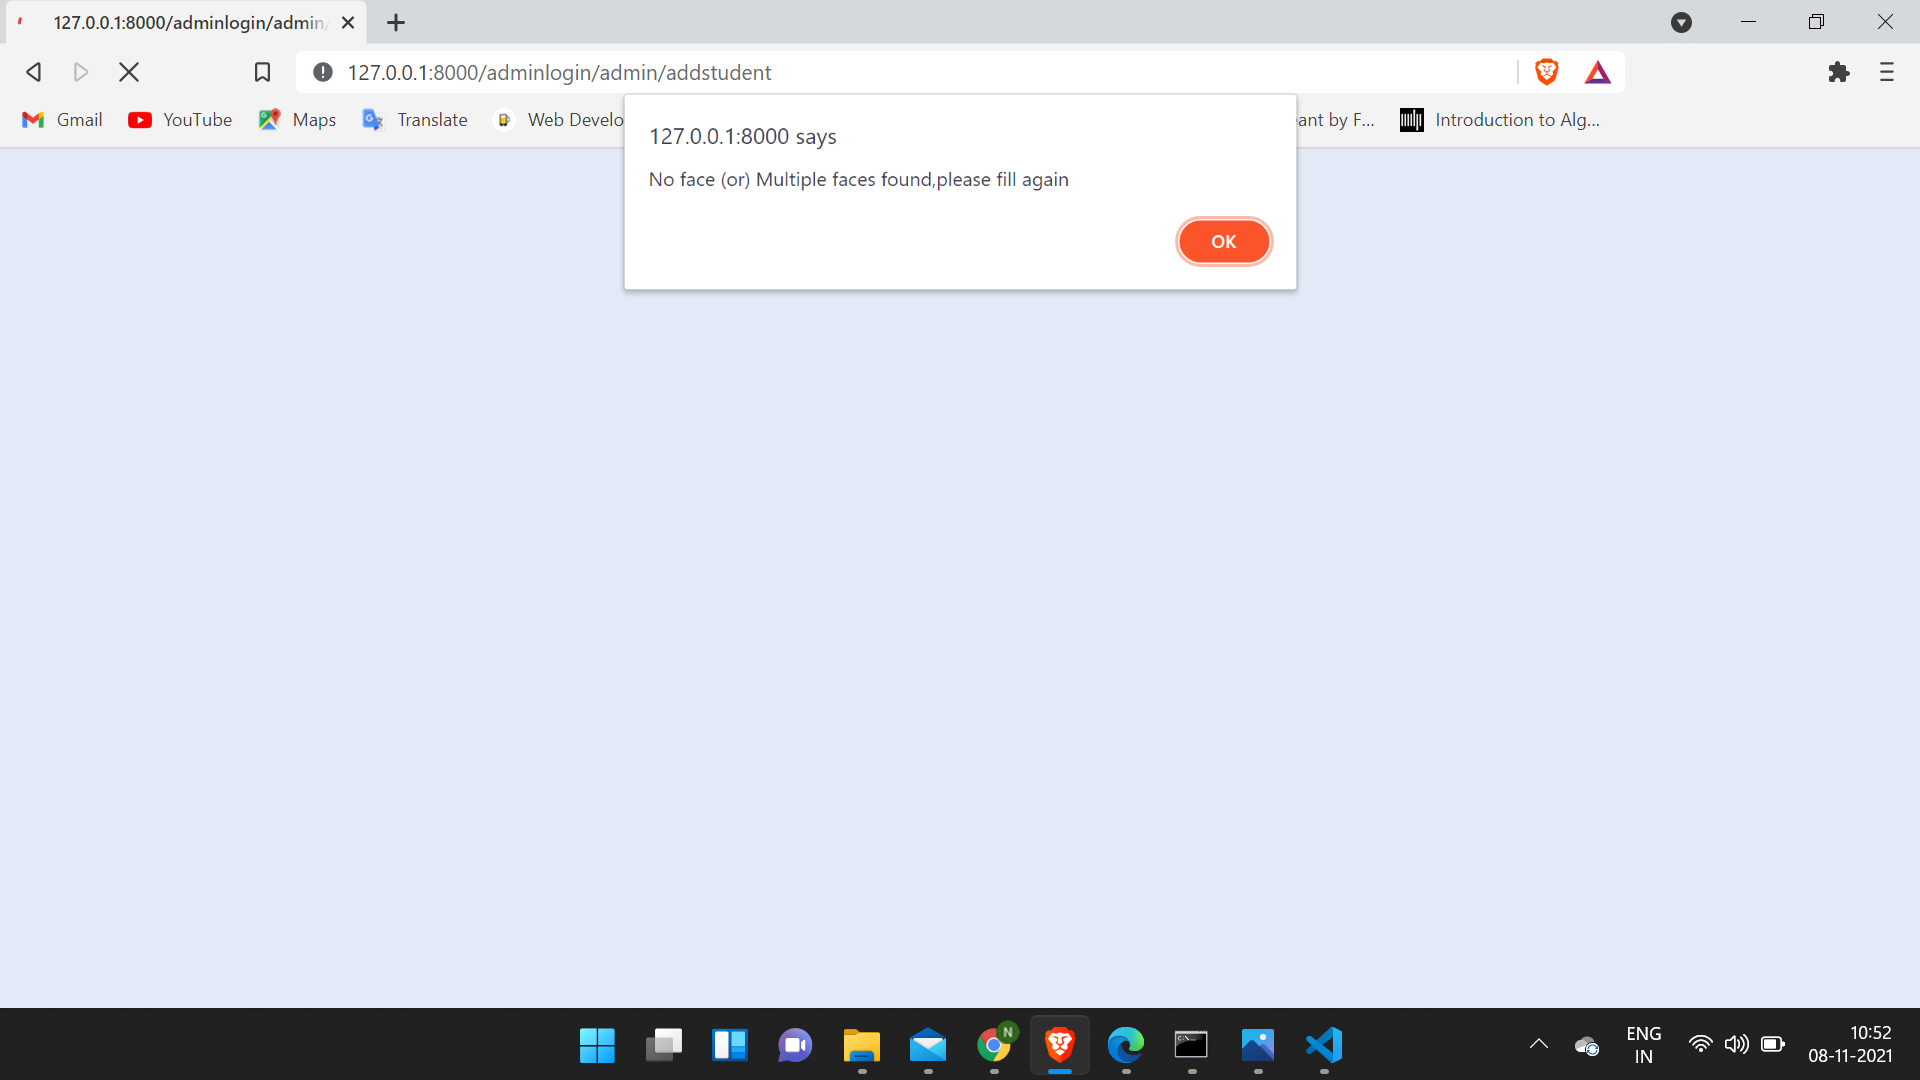 127.0.0.1:8000/adminlogin/admin/
127.0.0.1:8000/adminlogin/admin/addstudent
Gmail YouTube Maps Translate Web Develo F... Introduction to Alg...
127.0.0.1:8000 says
No face (or) Multiple faces found,please fill again
OK
N
ENG
IN
10:52
08-11-2021